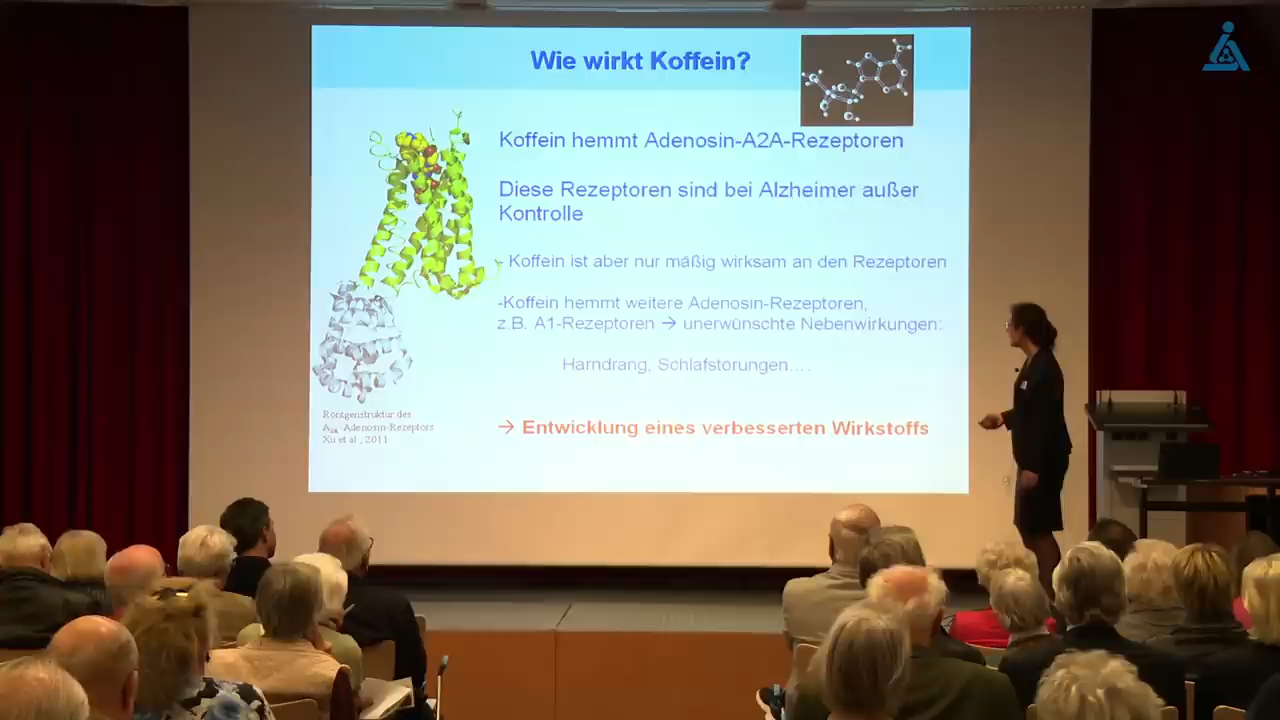 Wie wirkt Koffein?
Koffein hemmt Adenosin-A2A-Rezeptoren
Diese Rezeptoren sind bei Alzheimer außer
Kontrolle
- Koffein ist aber nur mäßig wirksam an den Rezeptoren
-Koffein hemmt weitere Adenosin-Rezeptoren,
z.B. A1-Rezeptoren → unerwünschte Nebenwirkungen:
Harndrang, Schlafstörungen....
Röntgenstruktur des
A2A-Adenosin-Rezeptors
Xu et al., 2011
→ Entwicklung eines verbesserten Wirkstoffs